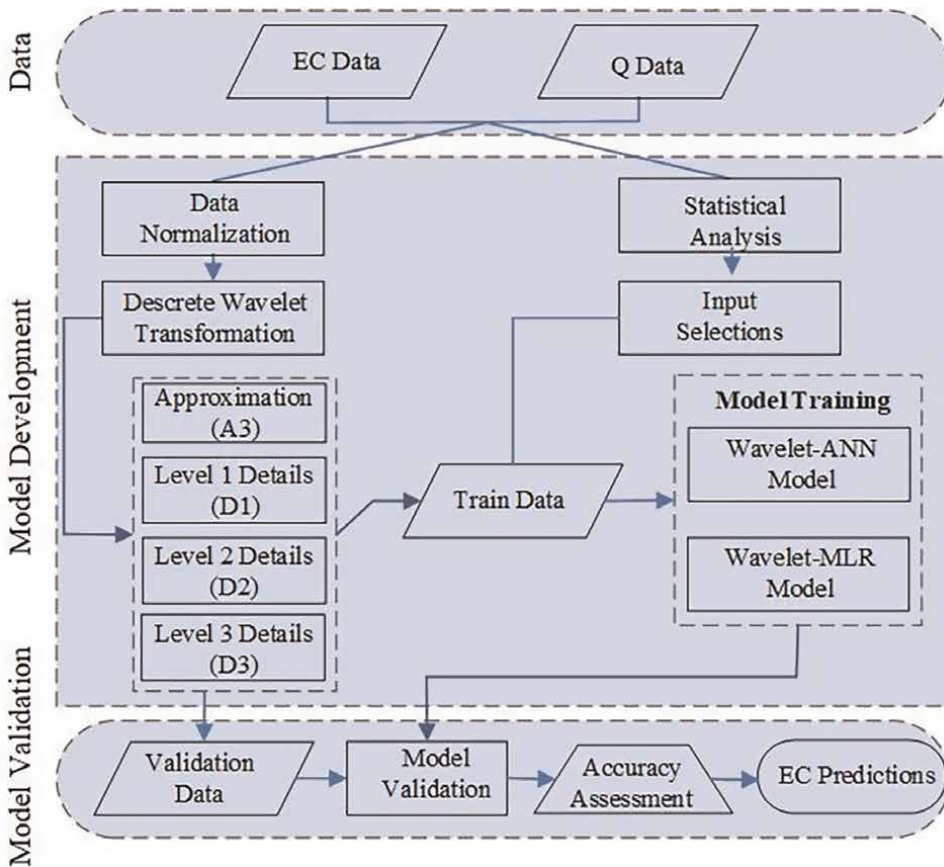 Data
EC Data
Q Data
Model Development
Data
Normalization
Statistical
Analysis
Descrete Wavelet
Transformation
Input
Selections
Approximation
(A3)
Level 1 Details
(D1)
Level 2 Details
(D2)
Level 3 Details
(D3)
Train Data
Model Training
Wavelet-ANN
Model
Wavelet-MLR
Model
Model Validation
Validation
Data
Model
Validation
Accuracy
Assessment
EC Predictions